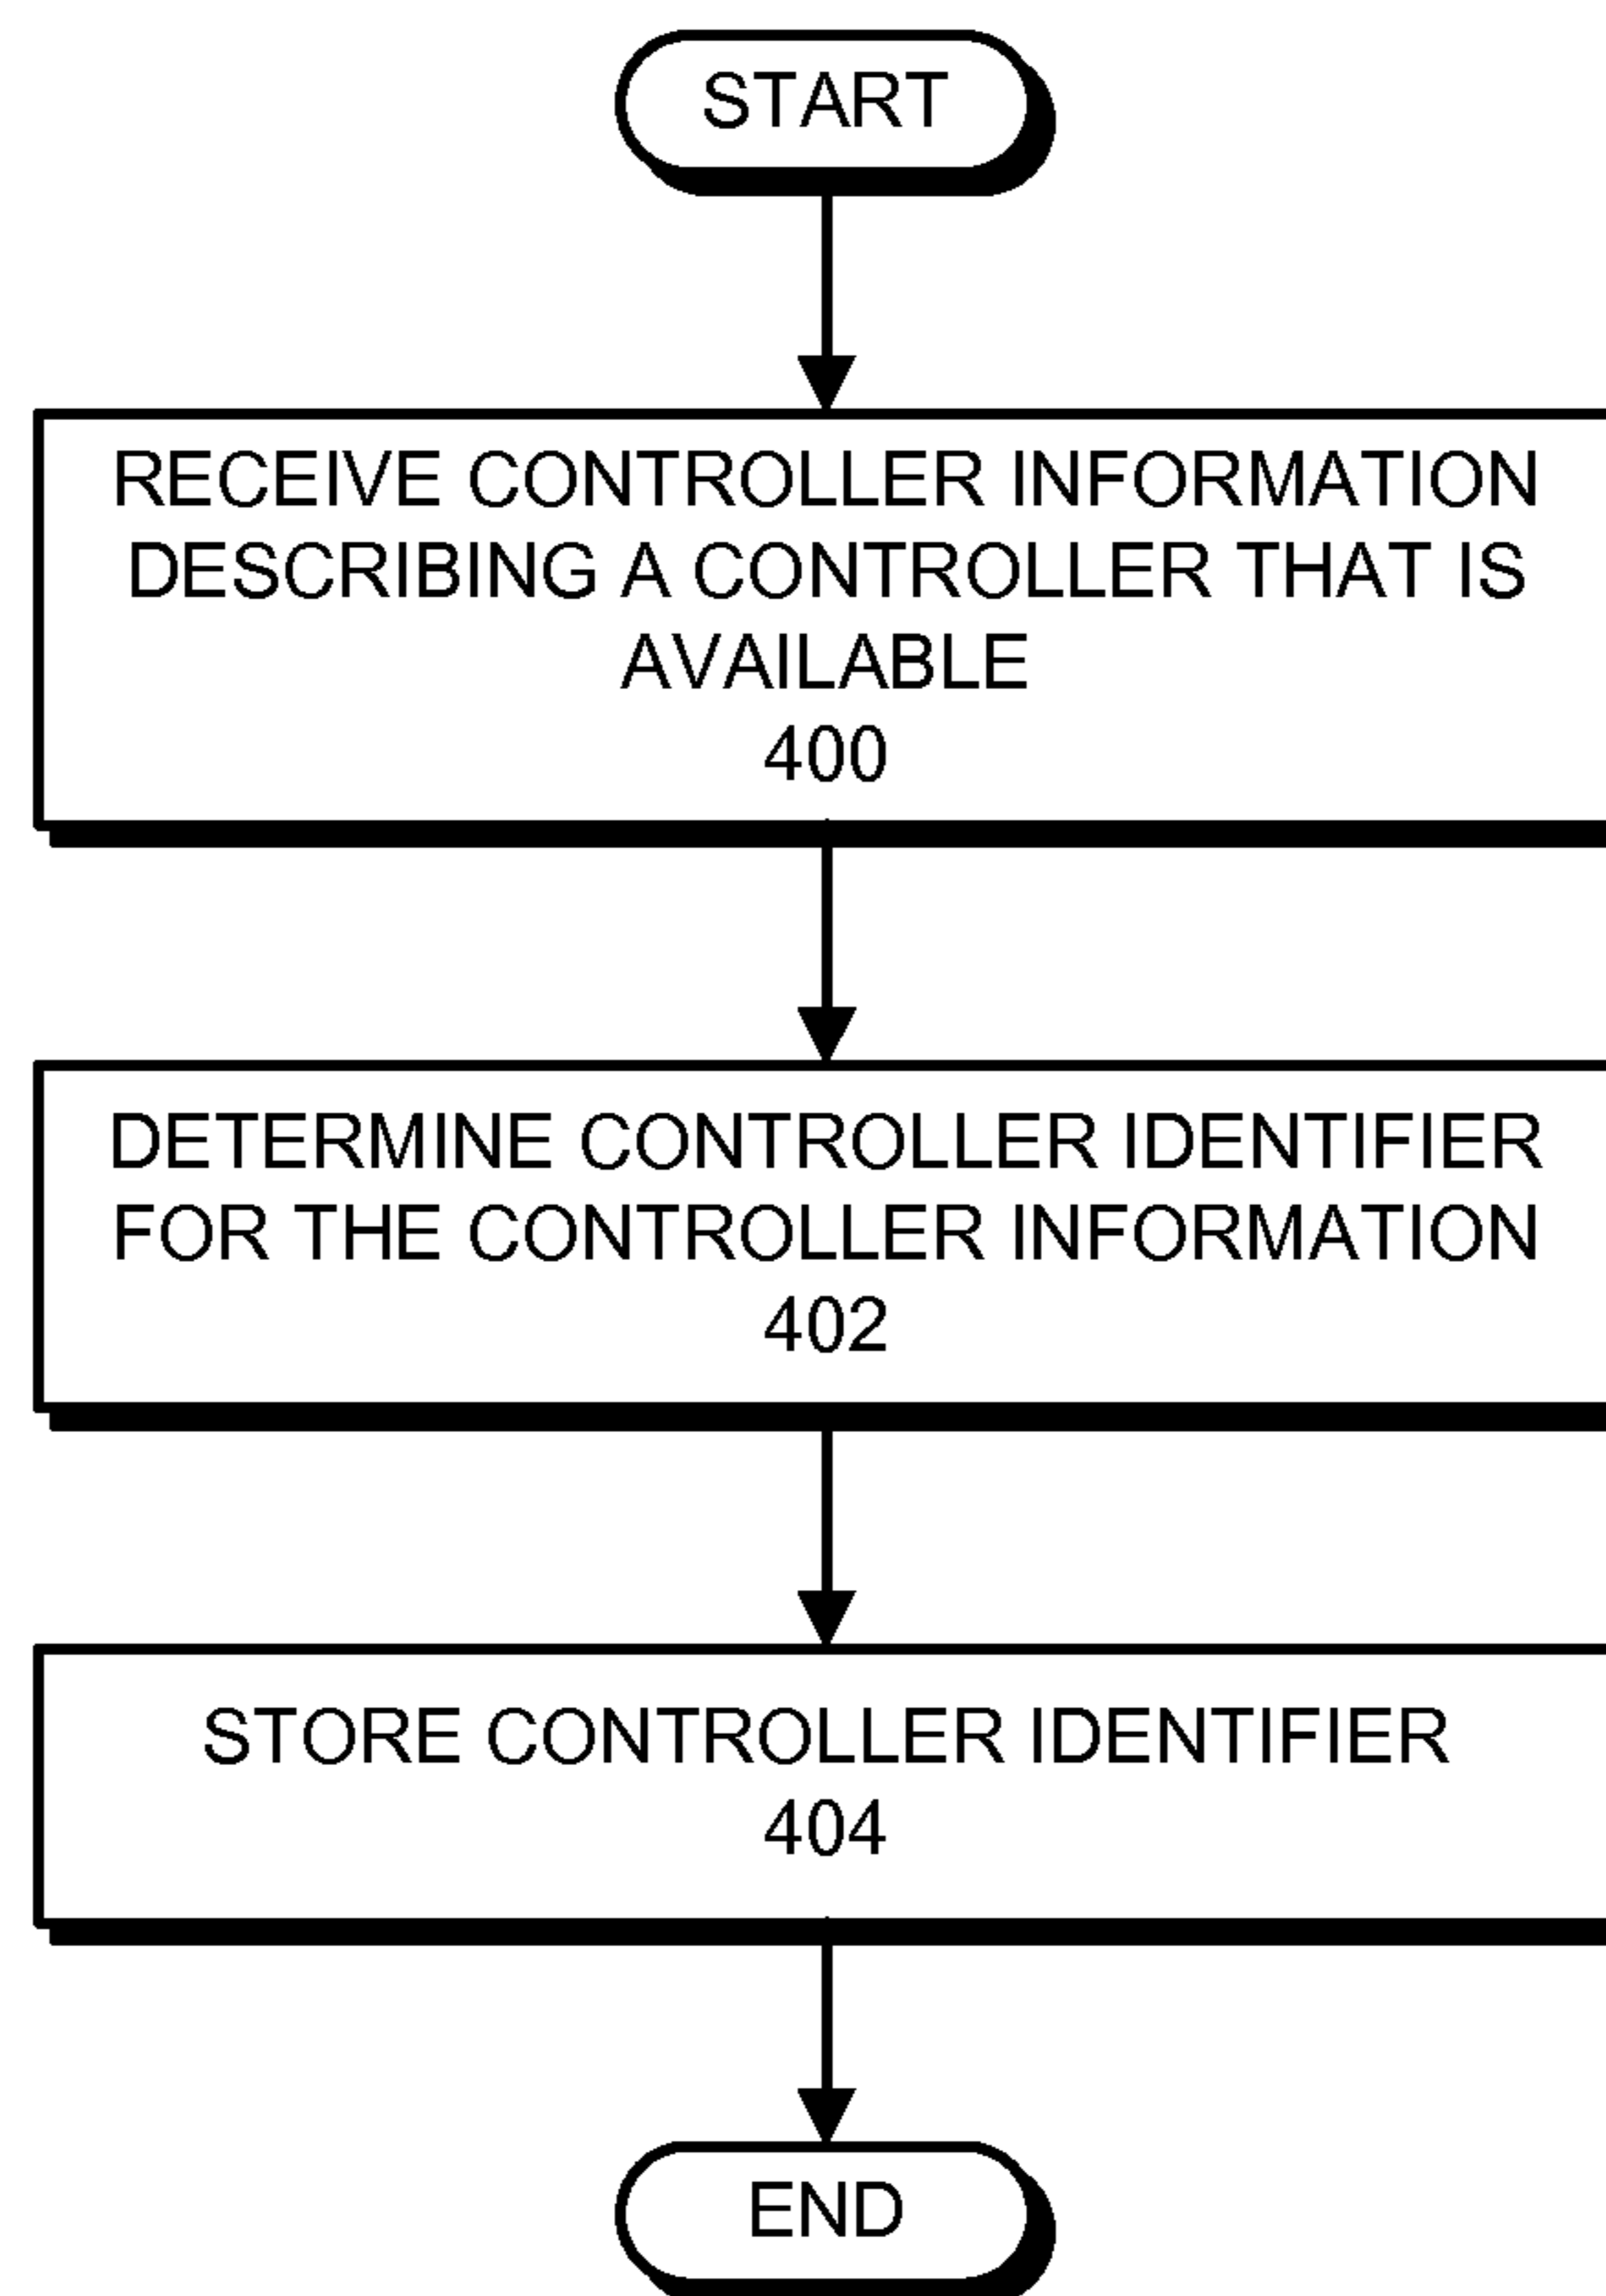 START
RECEIVE CONTROLLER INFORMATION
DESCRIBING A CONTROLLER THAT IS
AVAILABLE
400
DETERMINE CONTROLLER IDENTIFIER
FOR THE CONTROLLER INFORMATION
402
STORE CONTROLLER IDENTIFIER
404
END